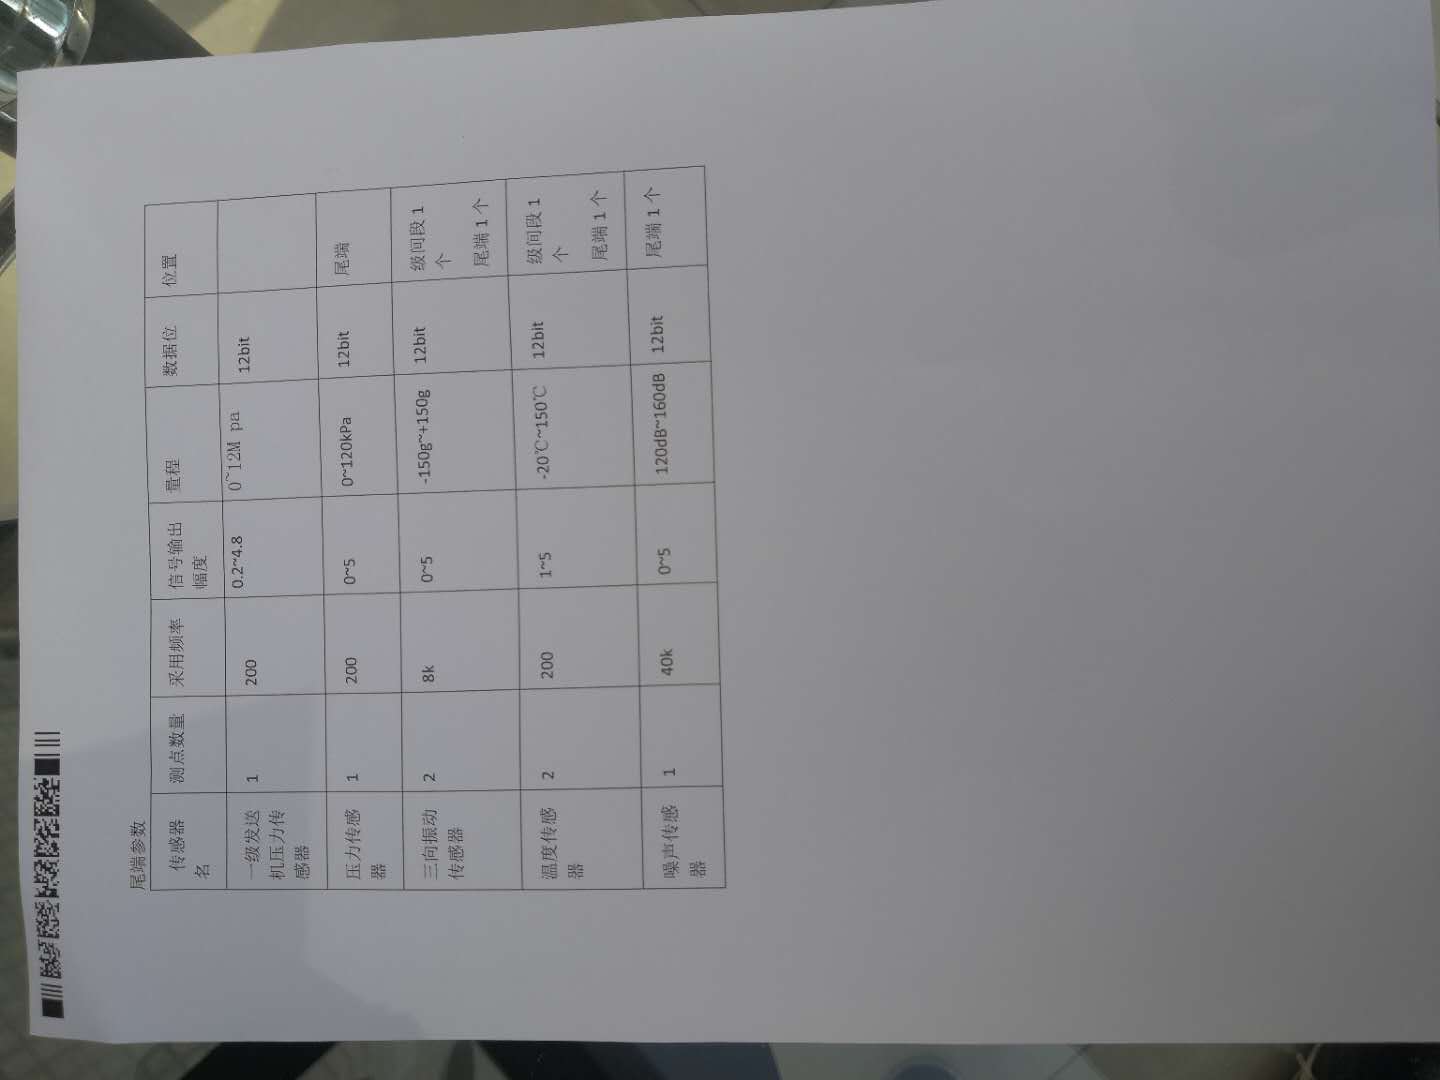 尾端参数
传感器名 测点数量 采用频率 信号输出幅度 量程 数据位 位置
一级发送机压力传感器 1 200 0.2~4.8 0~12M pa 12bit
压力传感器 1 200 0~5 0~120kPa 12bit 尾端
三向振动传感器 2 8k 0~5 -150g~+150g 12bit 级间段 1 个 尾端 1 个
温度传感器 2 200 1~5 -20℃~150℃ 12bit 级间段 1 个 尾端 1 个
噪声传感器 1 40k 0~5 120dB~160dB 12bit 尾端 1 个